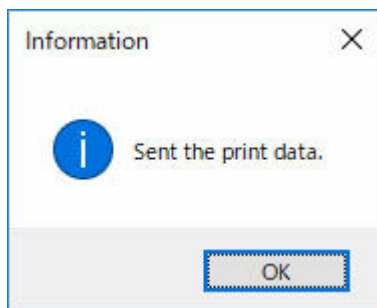 Information
Sent the print data.
OK